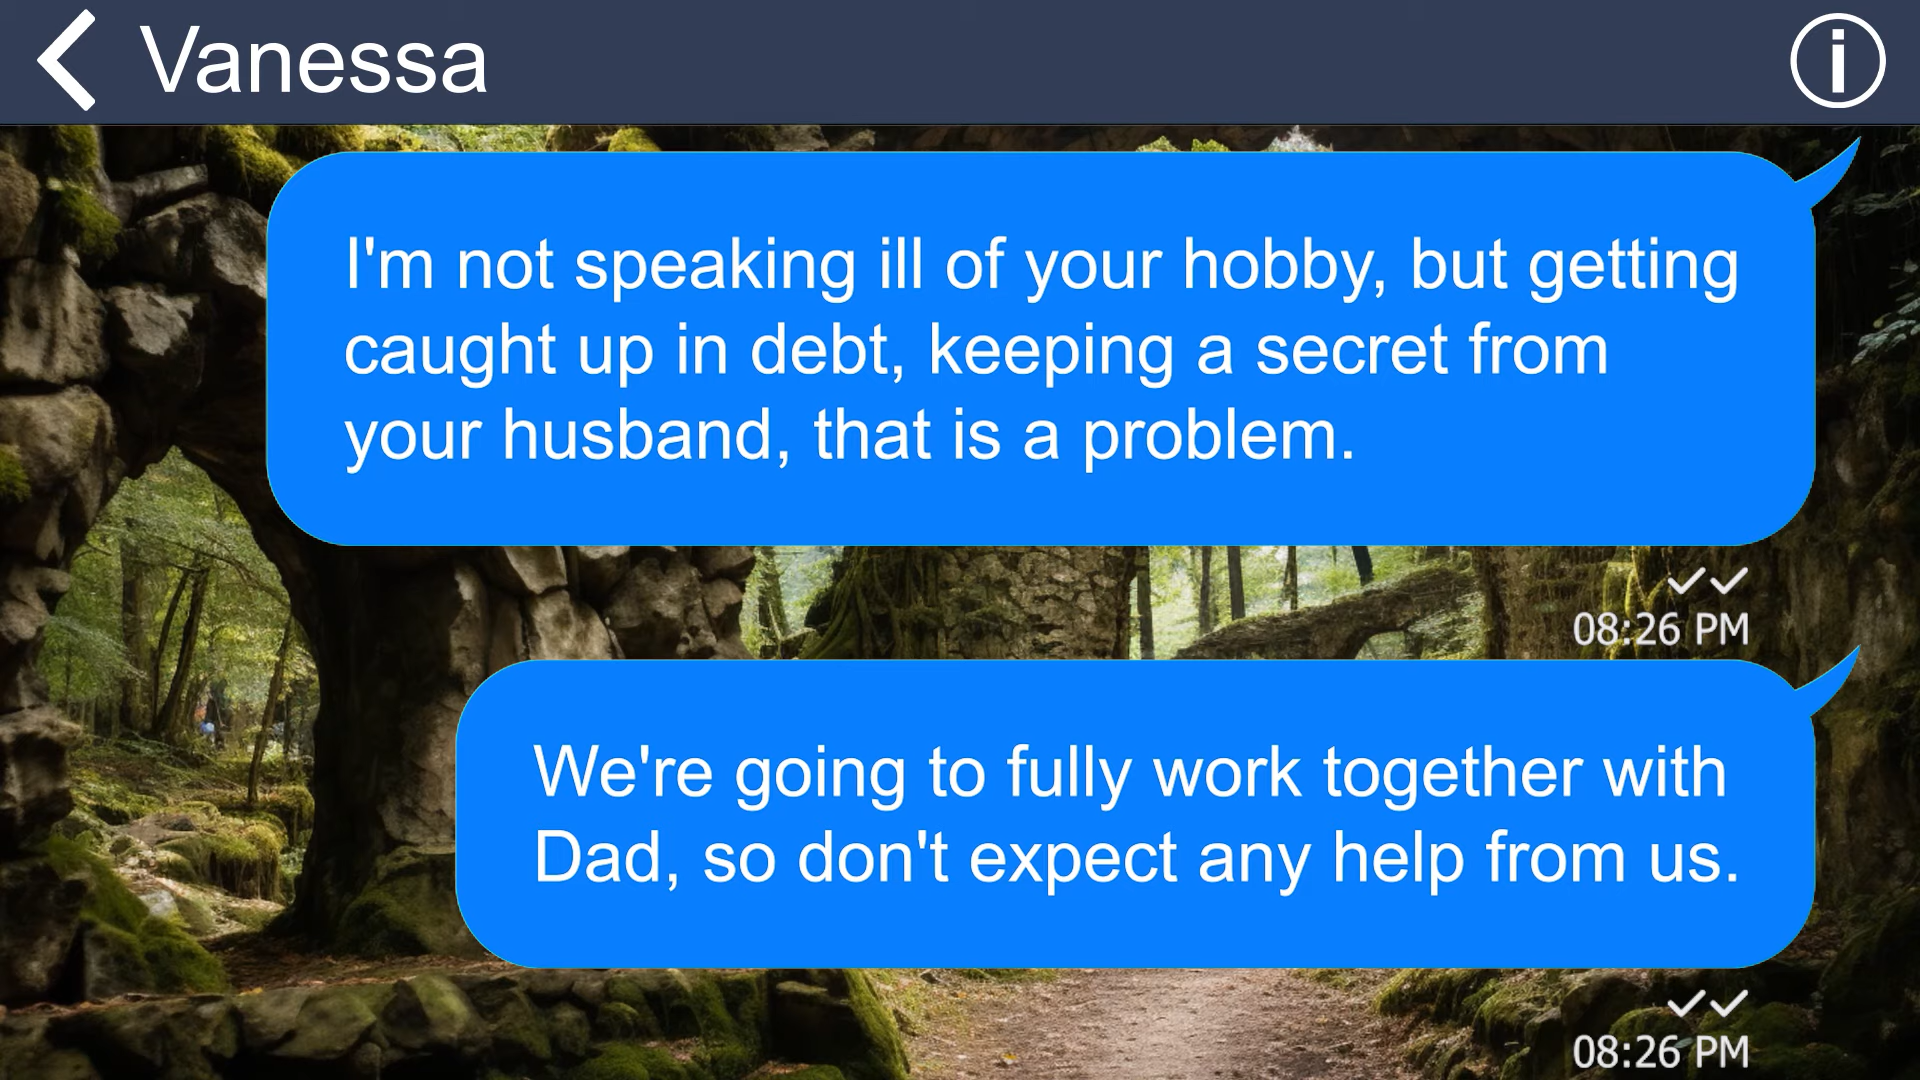 Vanessa
I'm not speaking ill of your hobby, but getting
caught up in debt, keeping a secret from
your husband, that is a problem.
08:26 PM
We're going to fully work together with
Dad, so don't expect any help from us.
08:26 PM